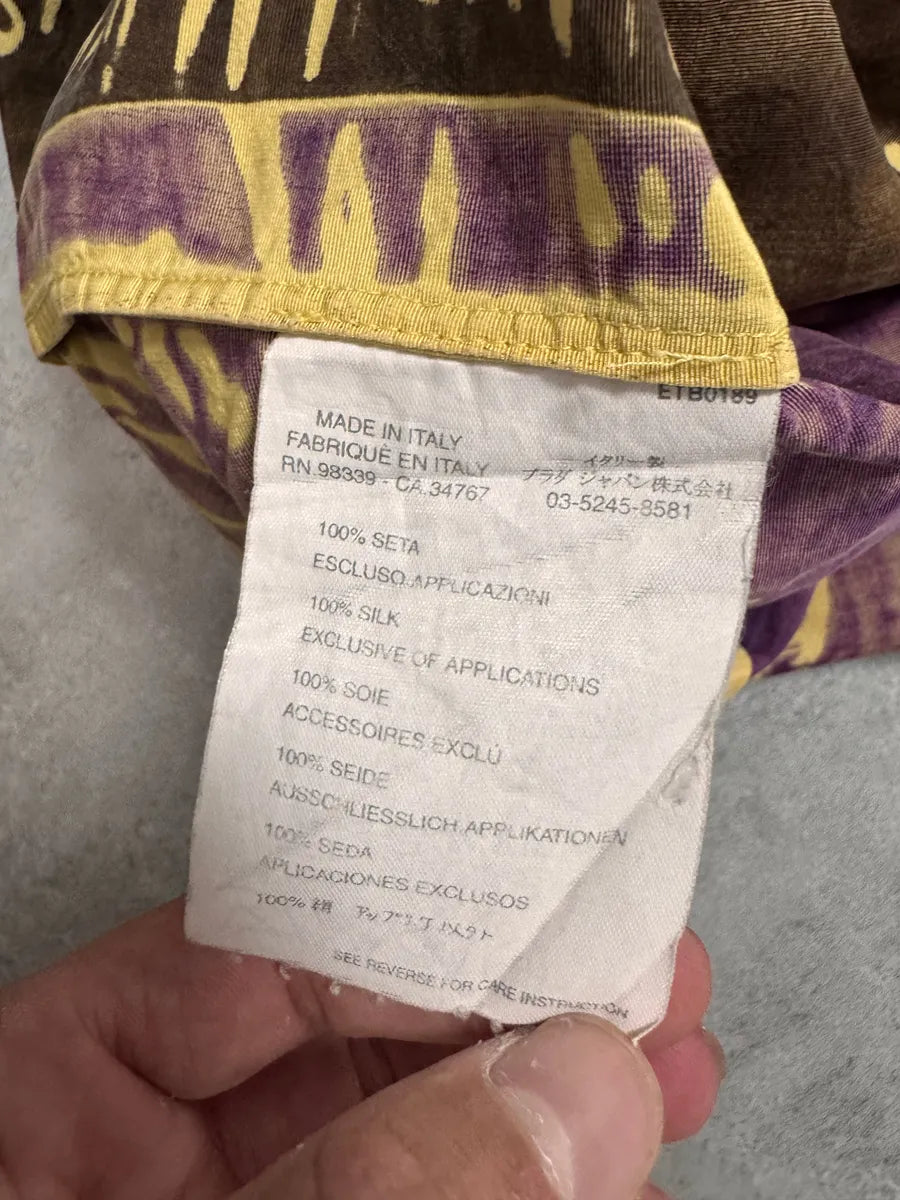 ETB0189
MADE IN ITALY
FABRIQUÉ EN ITALY
RN.98339 - CA.34767
イタリー製
プラダ ジャパン株式会社
03-5245-8581
100% SETA
ESCLUSO APPLICAZIONI
100% SILK
EXCLUSIVE OF APPLICATIONS
100% SOIE
ACCESSOIRES EXCLÚ
100% SEIDE
AUSSCHLIESSLICH APPLIKATIONEN
100% SEDA
APLICACIONES EXCLUSOS
100% 絹
SEE REVERSE FOR CARE INSTRUCTION